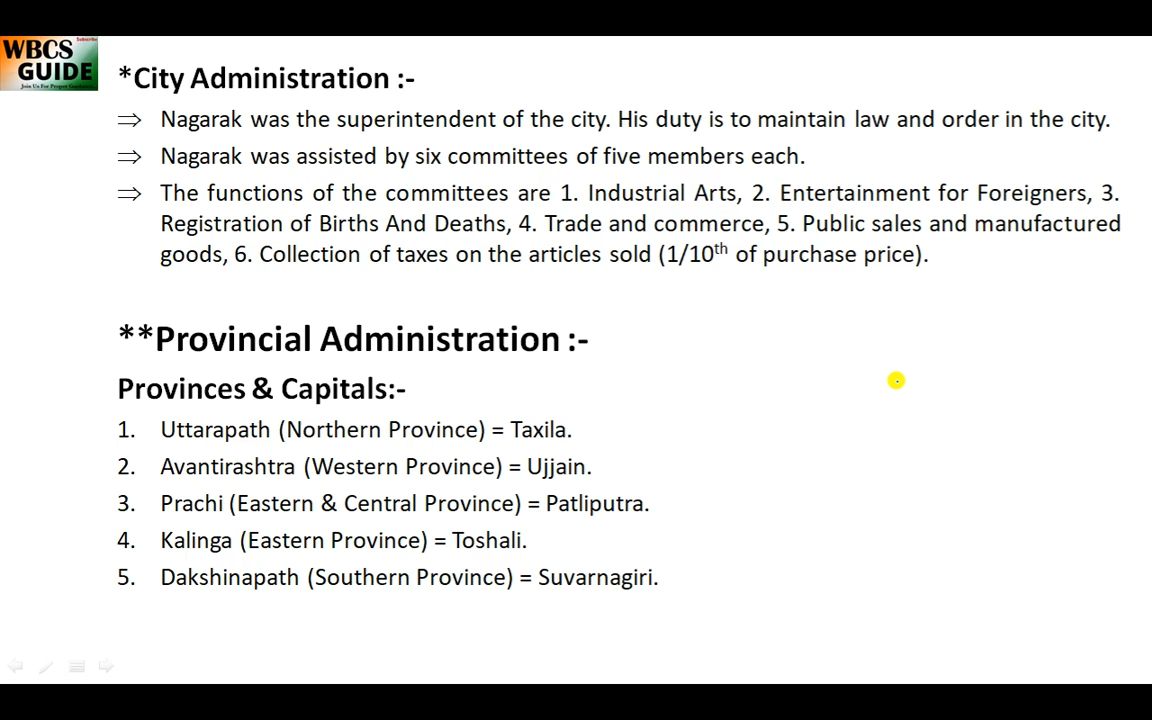 Subscribe
WBCS
GUIDE
*City Administration :-
⇒ Nagarak was the superintendent of the city. His duty is to maintain law and order in the city.
⇒ Nagarak was assisted by six committees of five members each.
⇒ The functions of the committees are 1. Industrial Arts, 2. Entertainment for Foreigners, 3.
Registration of Births And Deaths, 4. Trade and commerce, 5. Public sales and manufactured
goods, 6. Collection of taxes on the articles sold (1/10th of purchase price).
**Provincial Administration :-
Provinces & Capitals:-
1. Uttarapath (Northern Province) = Taxila.
2. Avantirashtra (Western Province) = Ujjain.
3. Prachi (Eastern & Central Province) = Patliputra.
4. Kalinga (Eastern Province) = Toshali.
5. Dakshinapath (Southern Province) = Suvarnagiri.